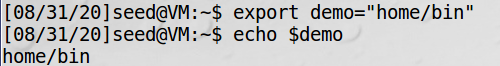 [08/31/20]seed@VM:~$ export demo="home/bin"
[08/31/20]seed@VM:~$ echo $demo
home/bin